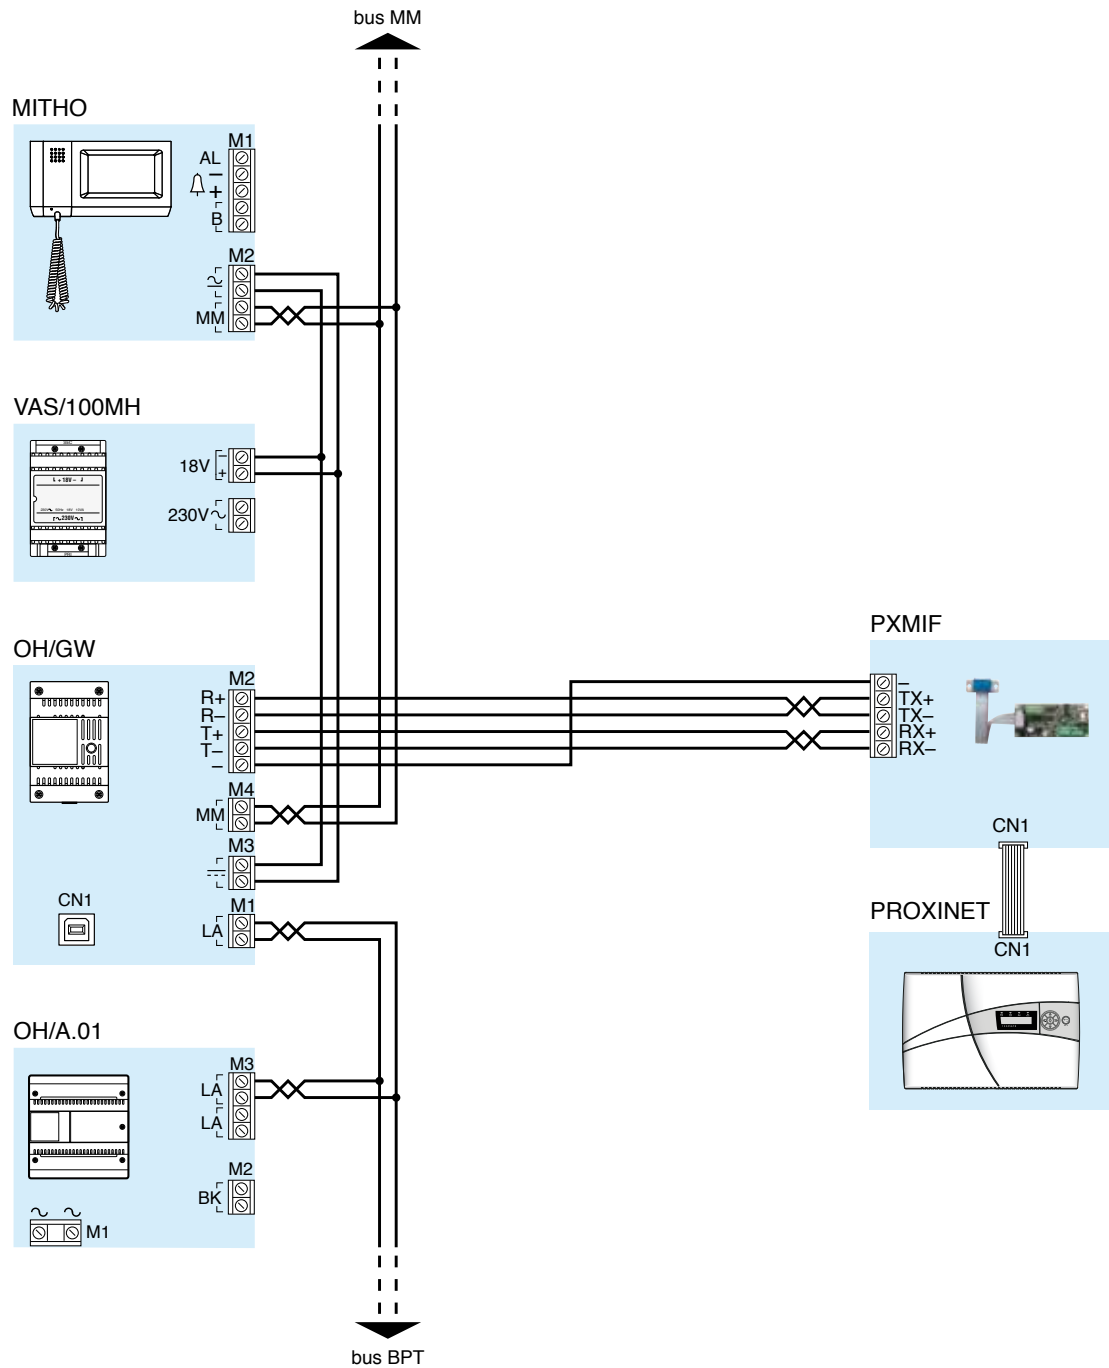 bus MM
MITHO
M1
AL
−
+
B
M2
MM
VAS/100MH
18V
−
+
+ 18V −
230V
230V
OH/GW
M2
R+
R−
T+
T−
−
M4
MM
M3
CN1
M1
LA
PXMIF
−
TX+
TX−
RX+
RX−
CN1
PROXINET
CN1
OH/A.01
M3
LA
LA
M2
BK
M1
bus BPT